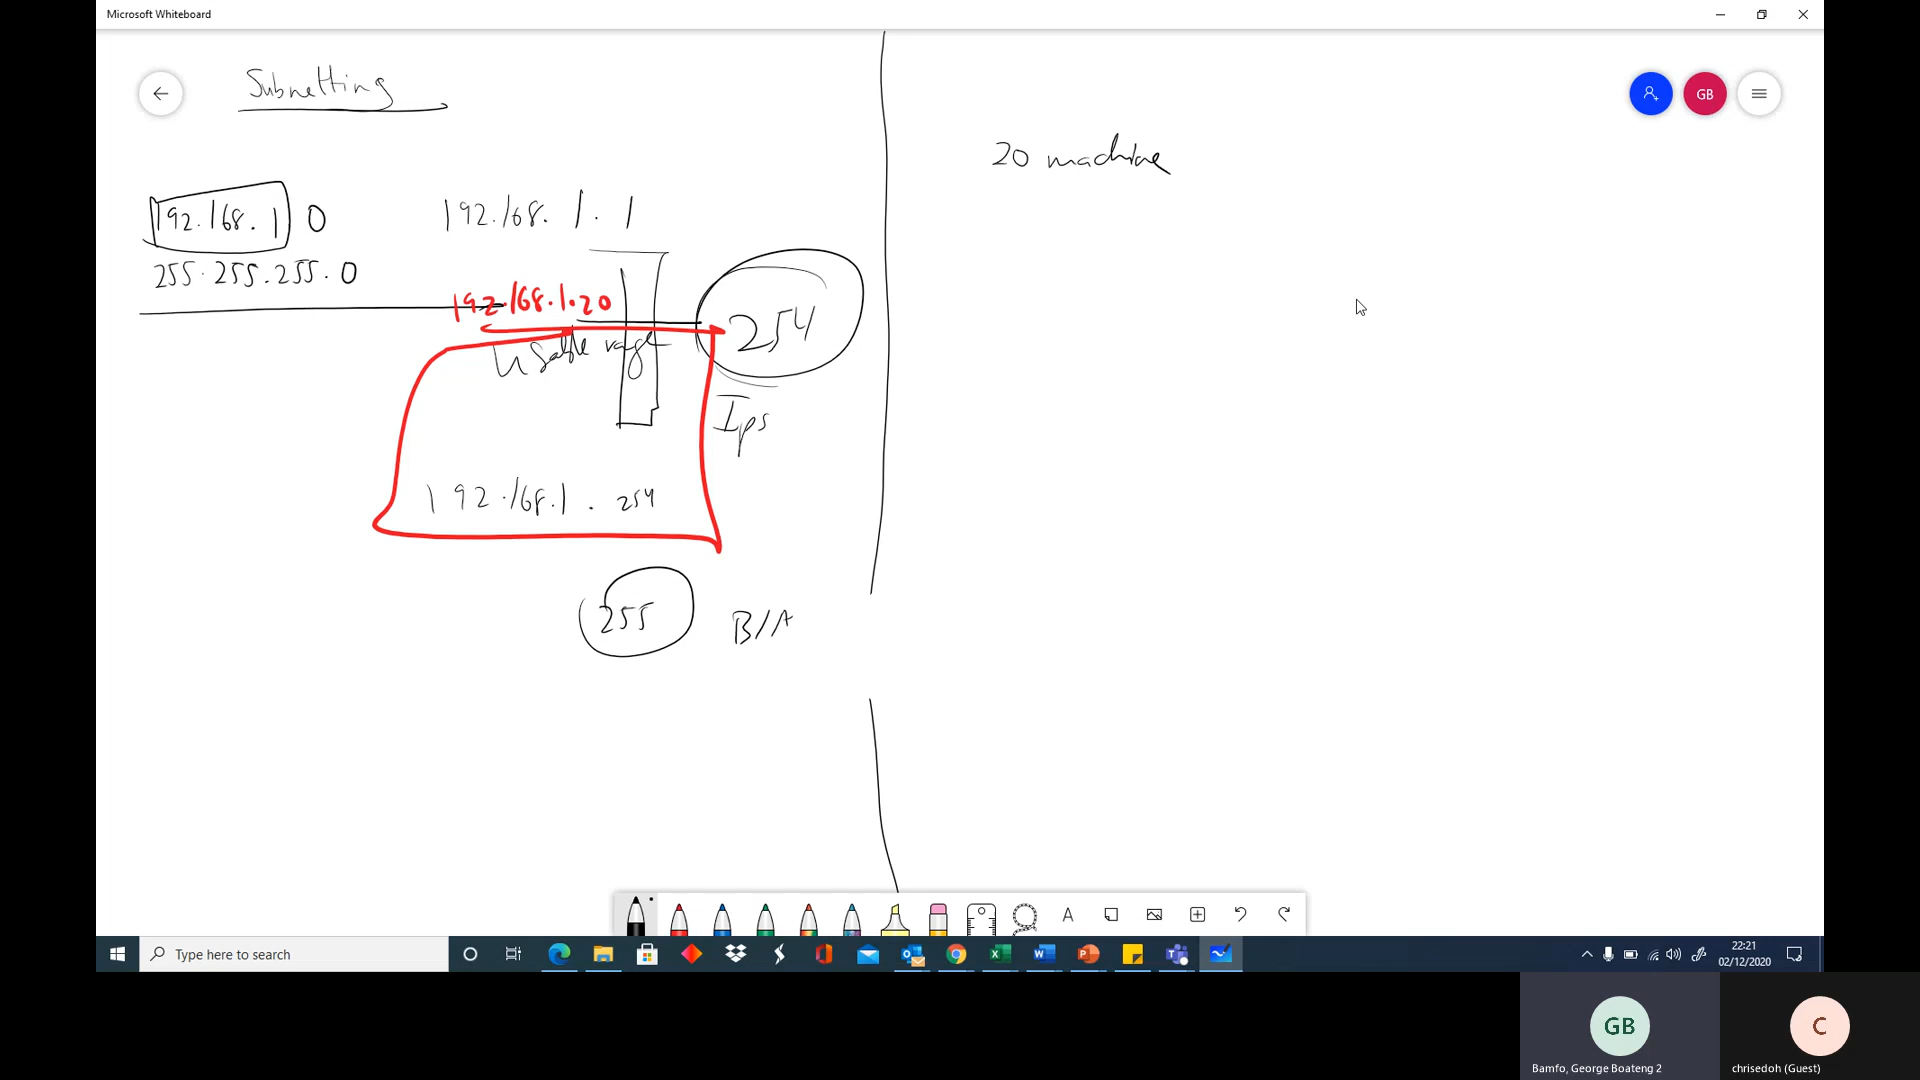 Microsoft Whiteboard
Subnetting
GB
20 machine
192.168.1 0
192.168.1.1
255.255.255.0
192.168.1.20
254
Usable range
Ips
192.168.1.254
255
B/A
A
Type here to search
22:21
02/12/2020
GB
C
Bamfo, George Boateng 2
chrisedoh (Guest)